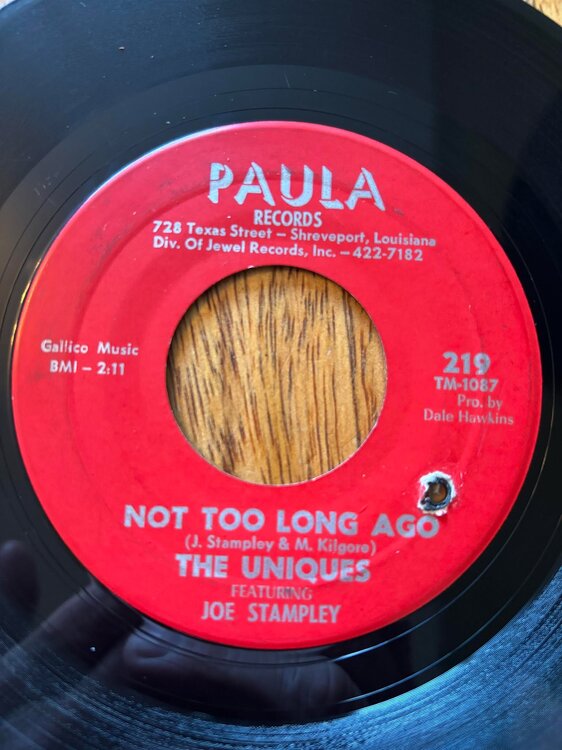 PAULA
RECORDS
728 Texas Street – Shreveport, Louisiana
Div. Of Jewel Records, Inc. – 422-7182
Gallico Music
BMI – 2:11
219
TM-1087
Pro. by
Dale Hawkins
NOT TOO LONG AGO
(J. Stampley & M. Kilgore)
THE UNIQUES
FEATURING
JOE STAMPLEY